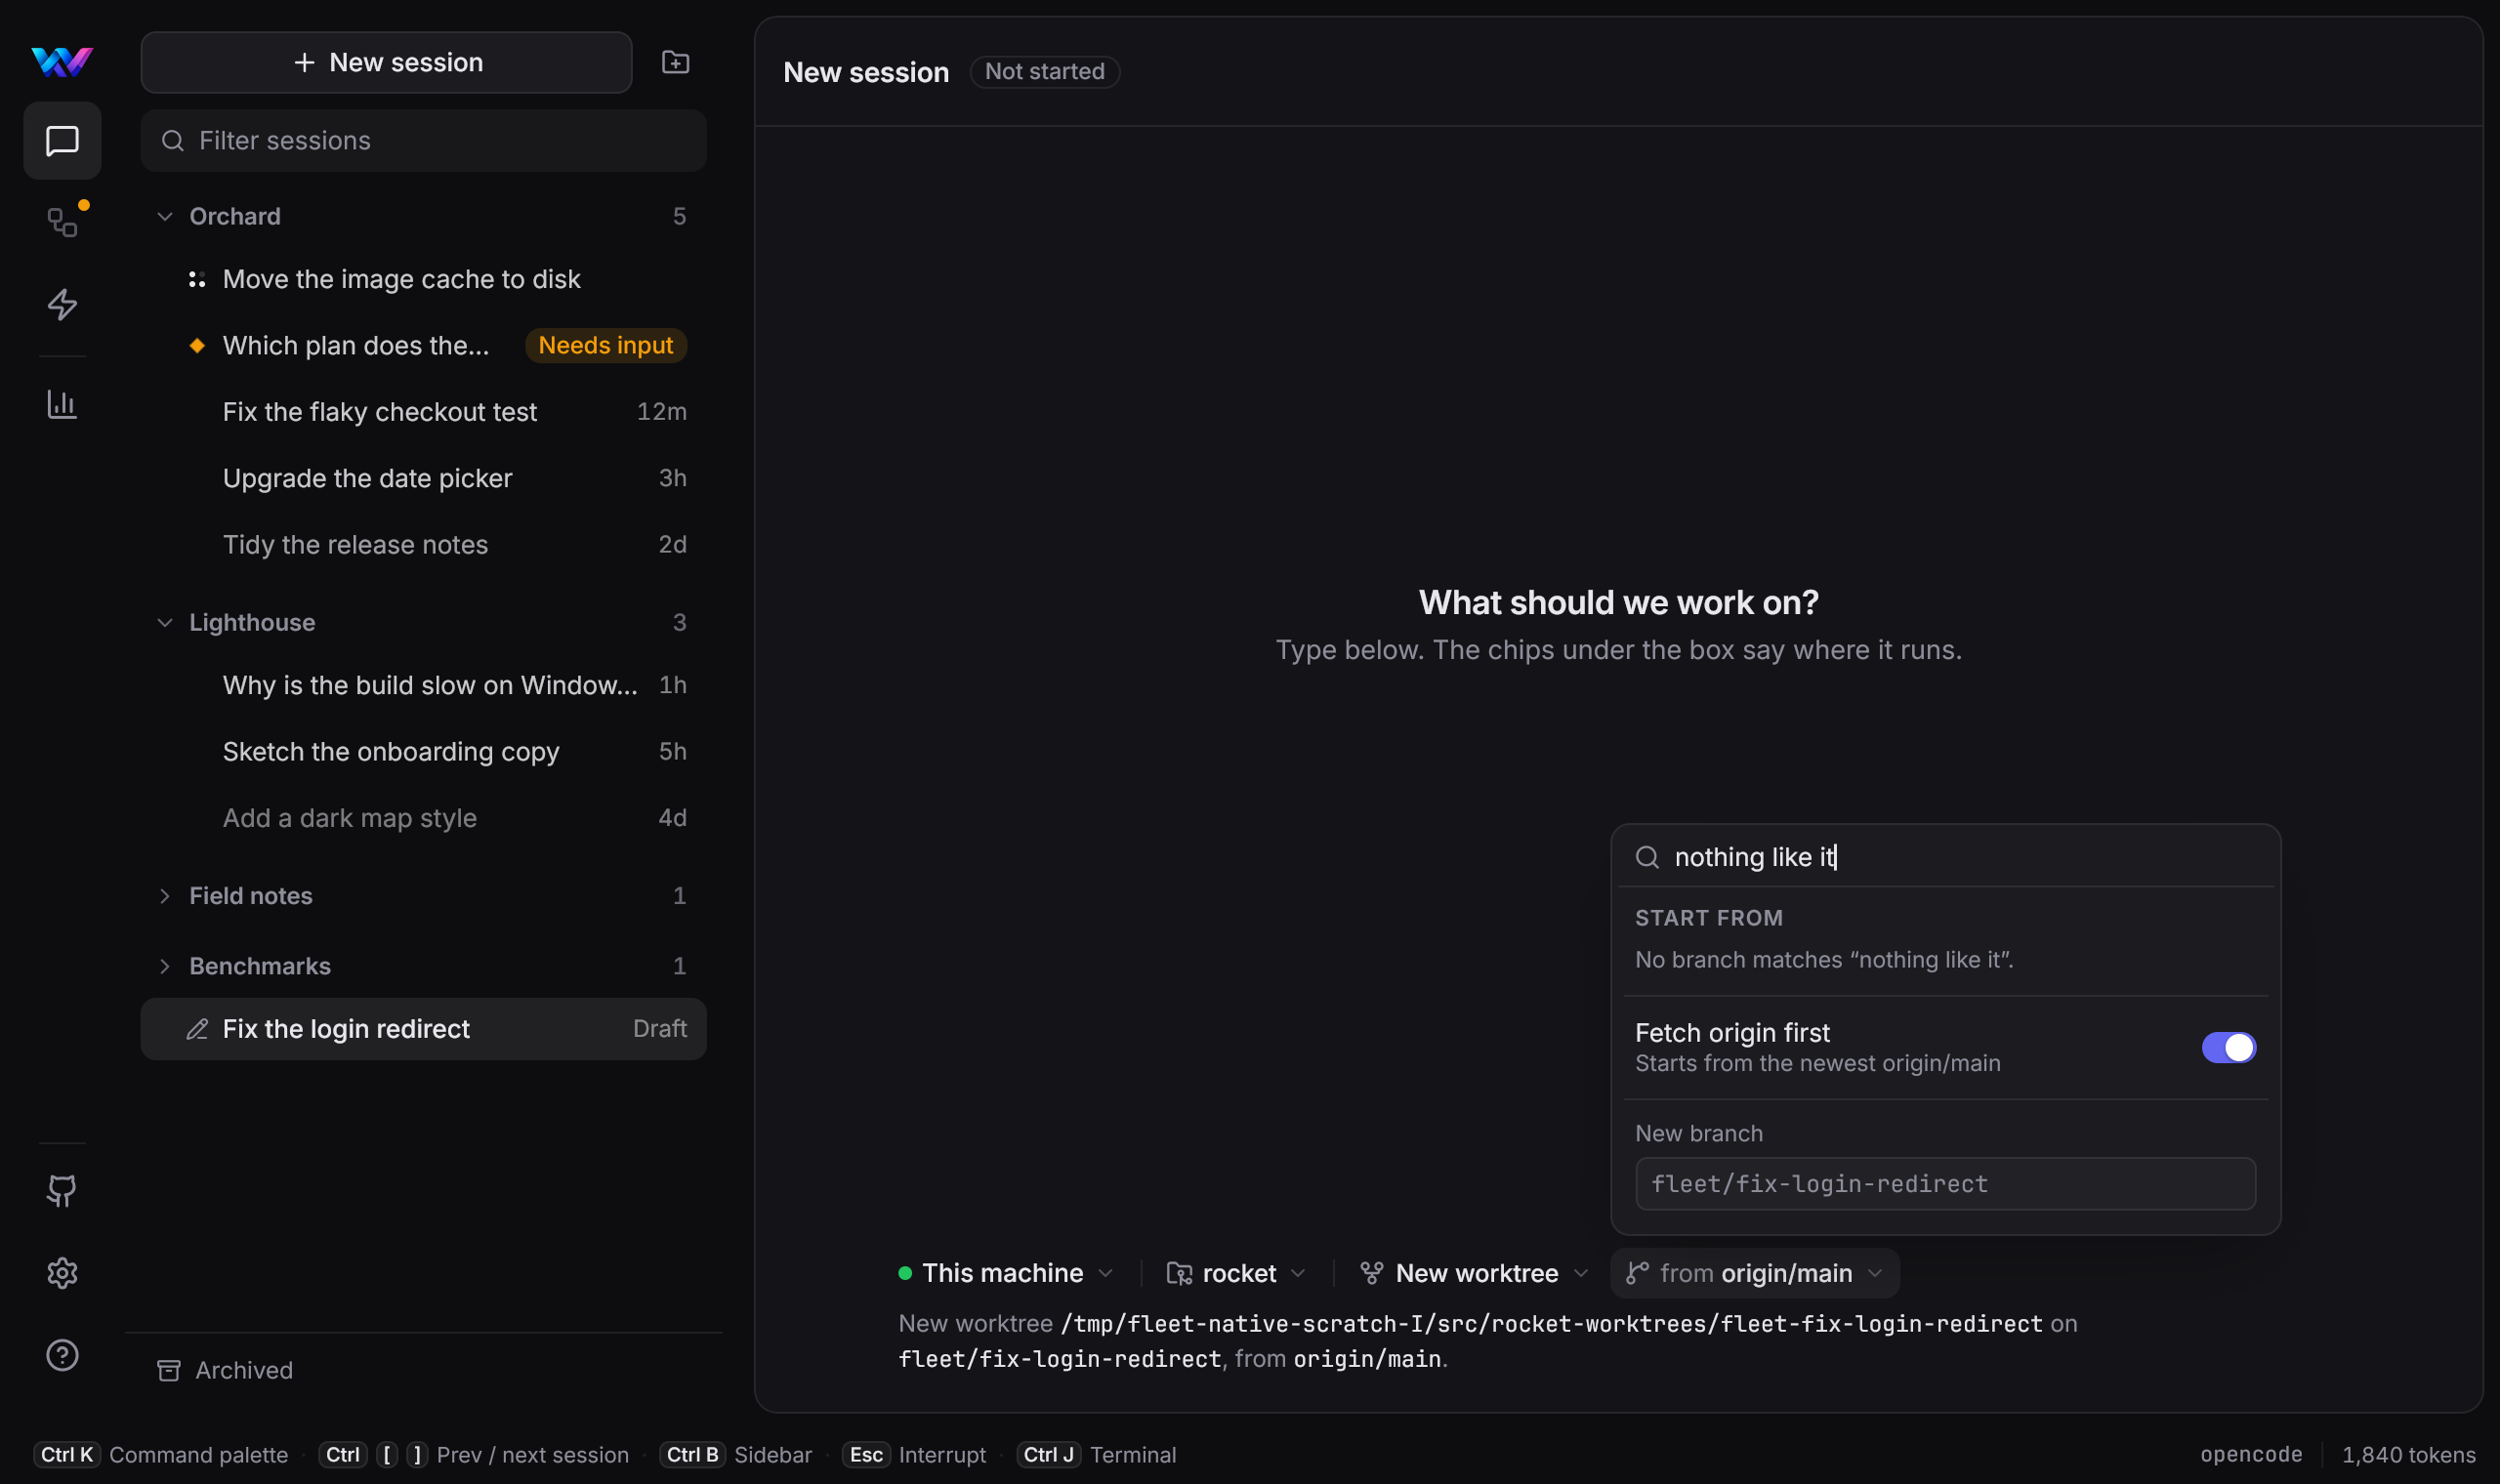 New session
Filter sessions
Orchard 5
Move the image cache to disk
Which plan does the... Needs input
Fix the flaky checkout test 12m
Upgrade the date picker 3h
Tidy the release notes 2d
Lighthouse 3
Why is the build slow on Window... 1h
Sketch the onboarding copy 5h
Add a dark map style 4d
Field notes 1
Benchmarks 1
Fix the login redirect Draft
Archived
New session Not started
What should we work on?
Type below. The chips under the box say where it runs.
nothing like it
START FROM
No branch matches “nothing like it”.
Fetch origin first
Starts from the newest origin/main
New branch
fleet/fix-login-redirect
This machine rocket New worktree from origin/main
New worktree /tmp/fleet-native-scratch-I/src/rocket-worktrees/fleet-fix-login-redirect on
fleet/fix-login-redirect, from origin/main.
Ctrl K Command palette · Ctrl [ ] Prev / next session · Ctrl B Sidebar · Esc Interrupt · Ctrl J Terminal
opencode 1,840 tokens